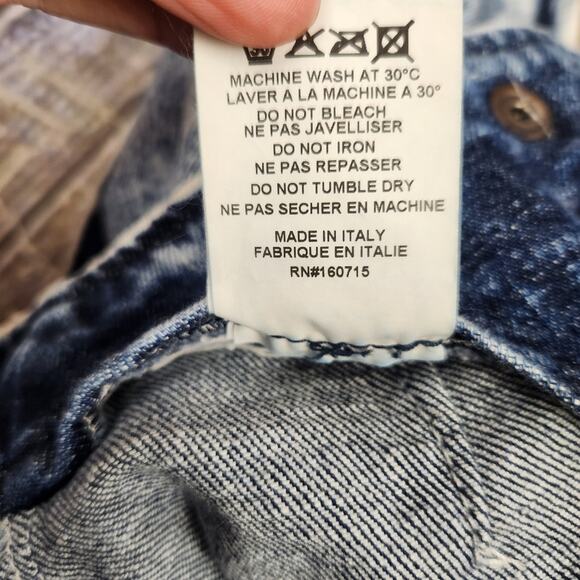 MACHINE WASH AT 30°C
LAVER A LA MACHINE A 30°
DO NOT BLEACH
NE PAS JAVELLISER
DO NOT IRON
NE PAS REPASSER
DO NOT TUMBLE DRY
NE PAS SECHER EN MACHINE
MADE IN ITALY
FABRIQUE EN ITALIE
RN#160715